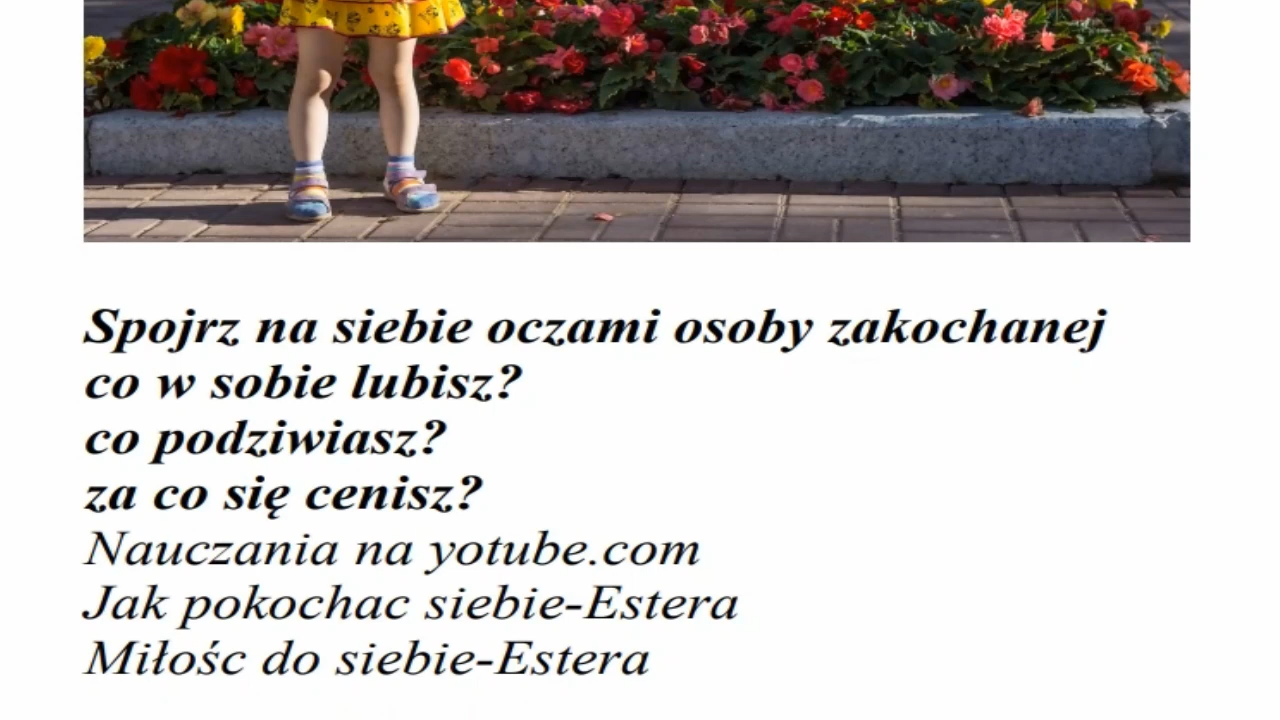 Spojrz na siebie oczami osoby zakochanej
co w sobie lubisz?
co podziwiasz?
za co się cenisz?
Nauczania na yotube.com
Jak pokochac siebie-Estera
Miłośc do siebie-Estera